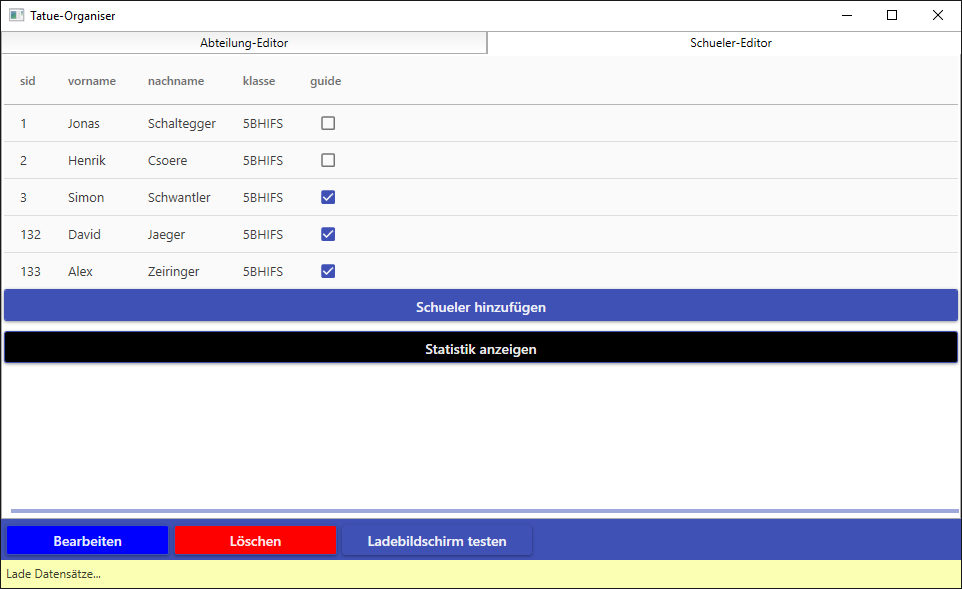 Tatue-Organiser
Abteilung-Editor Schueler-Editor
sid vorname nachname klasse guide
1 Jonas Schaltegger 5BHIFS
2 Henrik Csoere 5BHIFS
3 Simon Schwantler 5BHIFS
132 David Jaeger 5BHIFS
133 Alex Zeiringer 5BHIFS
Schueler hinzufügen
Statistik anzeigen
Bearbeiten Löschen Ladebildschirm testen
Lade Datensätze...